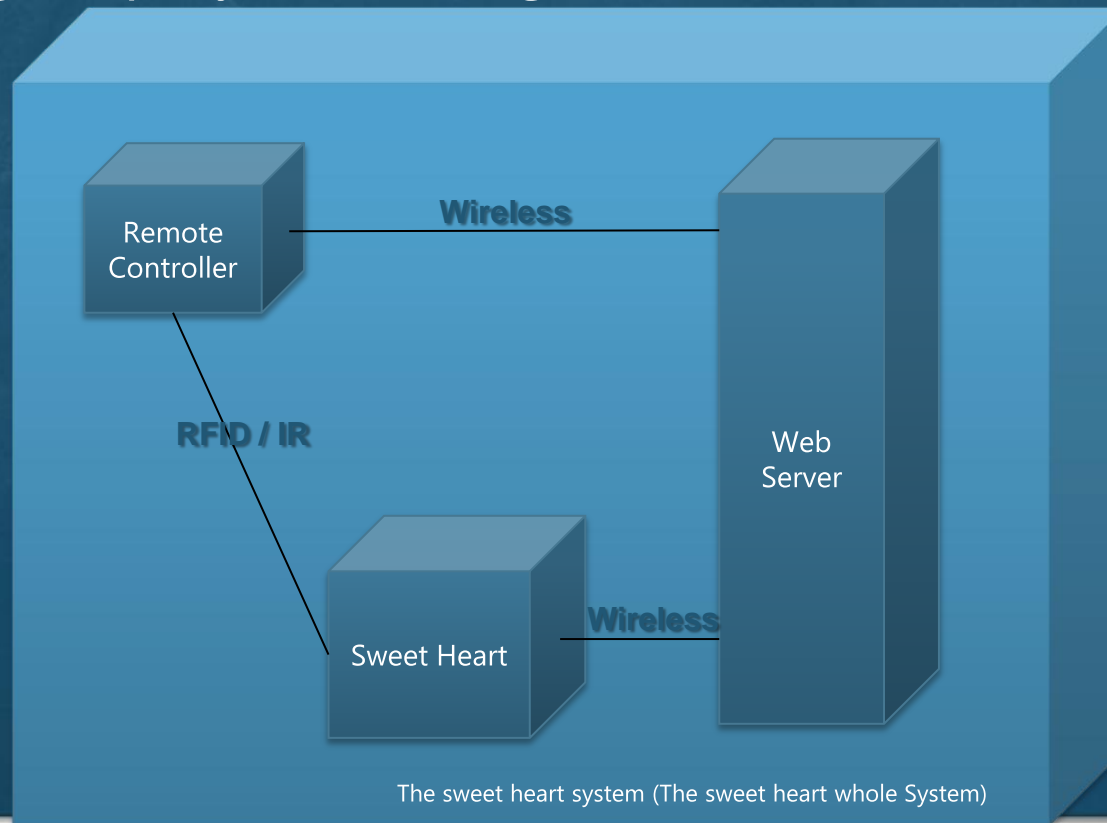 Wireless
Remote
Controller
RFID / IR
Web
Server
Wireless
Sweet Heart
The sweet heart system (The sweet heart whole System)